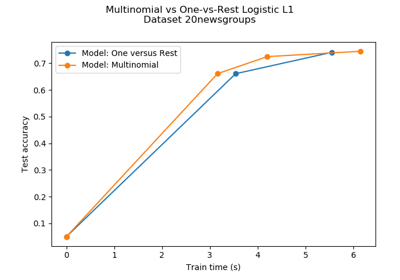 Multinomial vs One-vs-Rest Logistic L1
Dataset 20newsgroups
Model: One versus Rest
Model: Multinomial
Test accuracy
0.7
0.6
0.5
0.4
0.3
0.2
0.1
0 1 2 3 4 5 6
Train time (s)